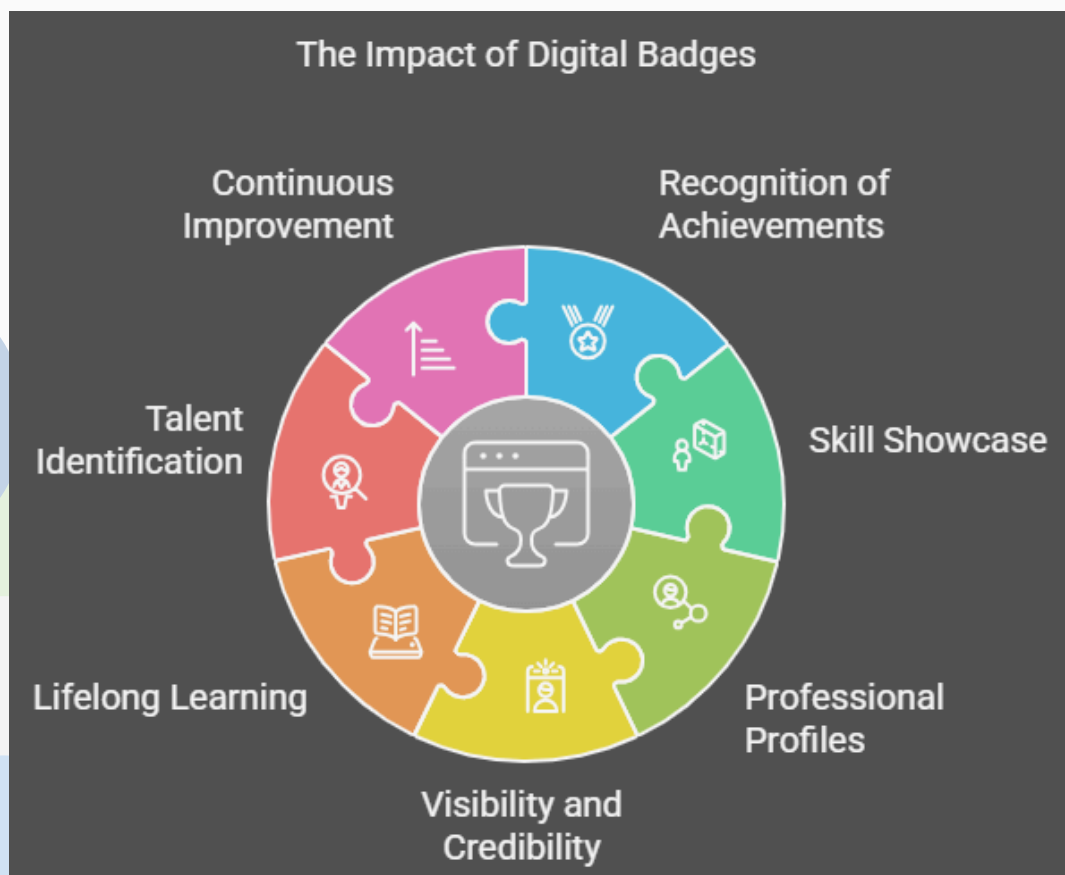 The Impact of Digital Badges
Continuous
Improvement
Recognition of
Achievements
Talent
Identification
Skill Showcase
Lifelong Learning
Professional
Profiles
Visibility and
Credibility